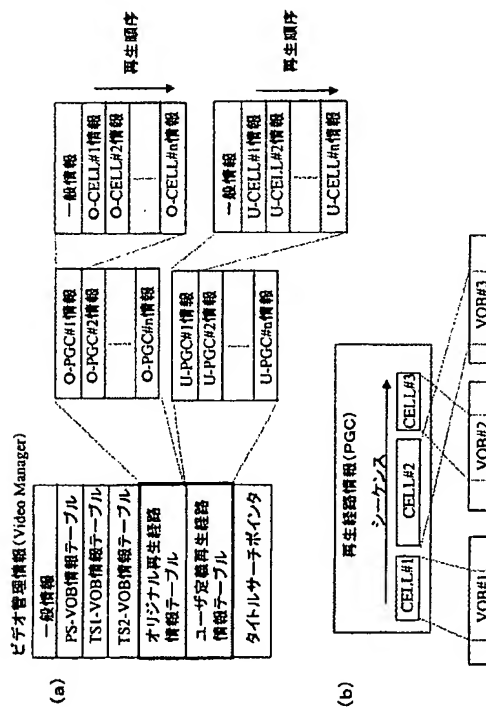 (a)
ビデオ管理情報(Video Manager)
一般情報
PS-VOB情報テーブル
TS1-VOB情報テーブル
TS2-VOB情報テーブル
オリジナル再生経路
情報テーブル
ユーザ定義再生経路
情報テーブル
タイトルサーチポインタ
O-PGC#1情報
O-PGC#2情報
O-PGC#n情報
U-PGC#1情報
U-PGC#2情報
U-PGC#n情報
一般情報
O-CELL#1情報
O-CELL#2情報
O-CELL#n情報
再生順序
一般情報
U-CELL#1情報
U-CELL#2情報
U-CELL#n情報
再生順序
(b)
再生経路情報(PGC)
シーケンス
CELL#1
CELL#2
CELL#3
VOB#1
VOB#2
VOB#3